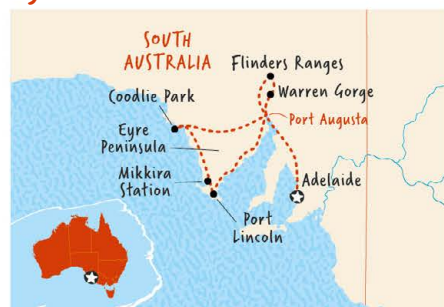 SOUTH
AUSTRALIA
Flinders Ranges
Coodlie Park
Warren Gorge
Port Augusta
Eyre
Peninsula
Mikkira
Station
Adelaide
Port
Lincoln